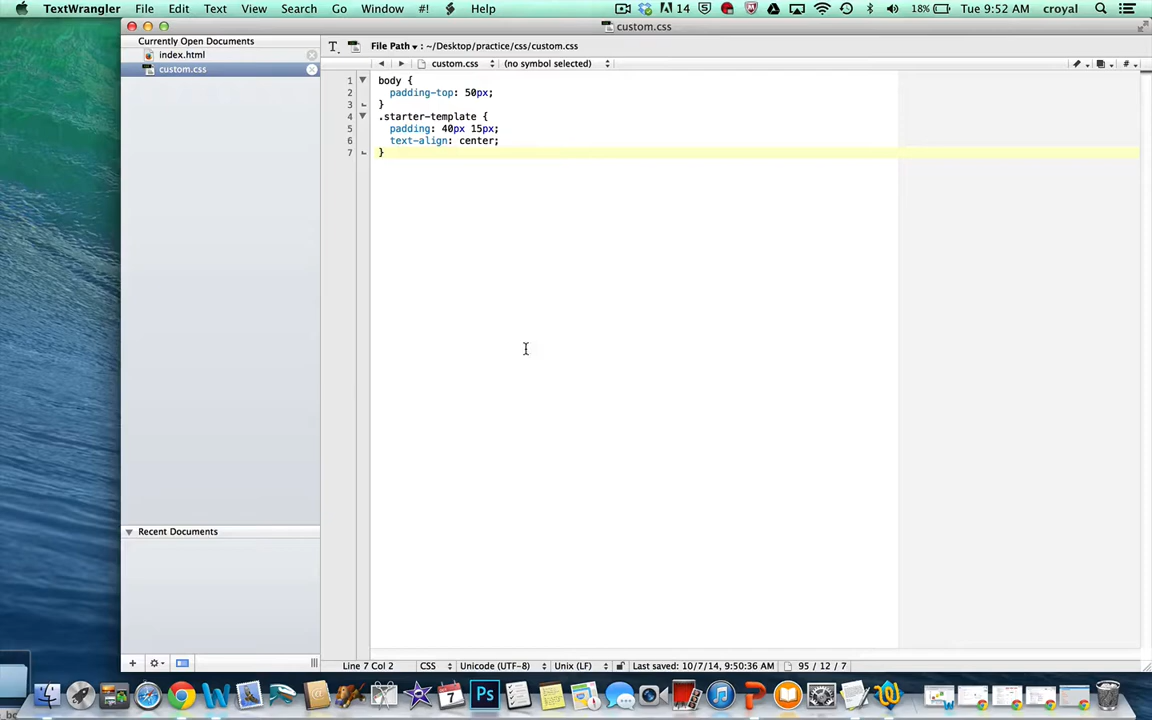 TextWrangler File Edit View Text View Search Go Window #! Help 14 18% Tue 9:52 AM croyal
custom.css
Currently Open Documents
index.html
custom.css
File Path ▾ : ~/Desktop/practice/css/custom.css
custom.css (no symbol selected)
1 body {
2 padding-top: 50px;
3 }
4 .starter-template {
5 padding: 40px 15px;
6 text-align: center;
7 }
Recent Documents
Line 7 Col 2 CSS Unicode (UTF-8) Unix (LF) Last saved: 10/7/14, 9:50:36 AM 95 / 12 / 7